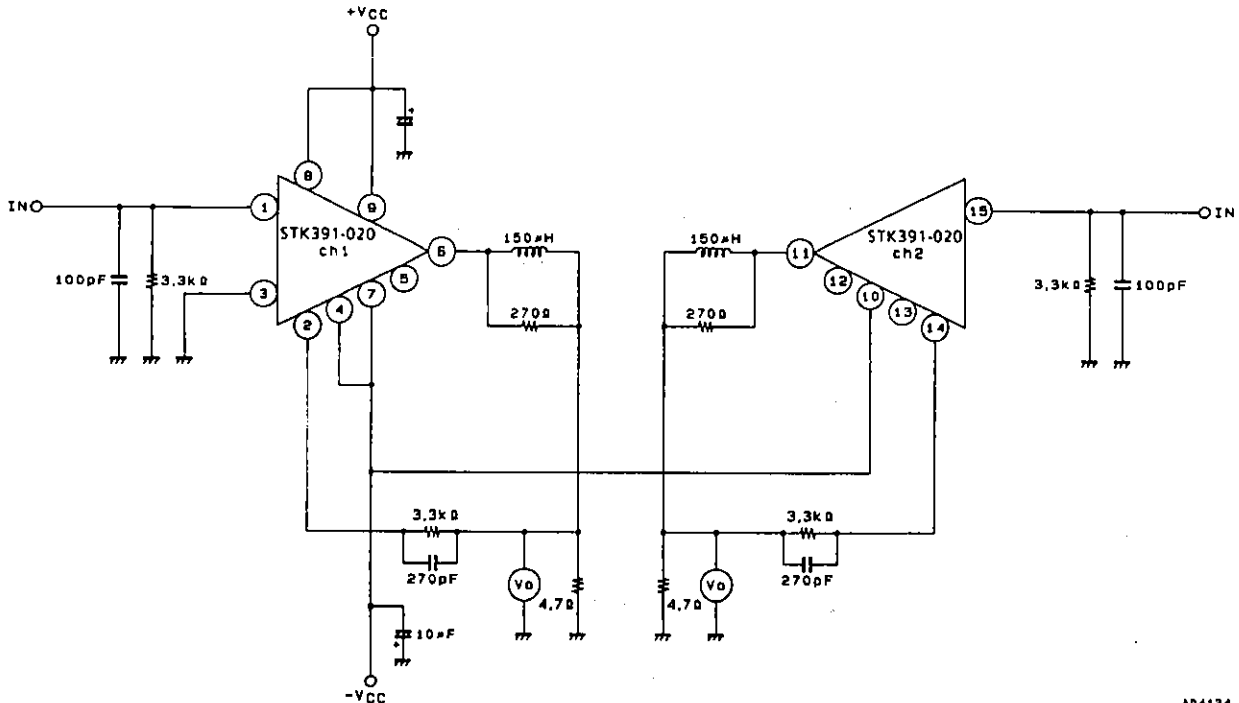 +VCC
8
9
IN
1
STK391-020
ch1
6
150μH
5
7
4
3
2
100pF
3.3kΩ
270Ω
150μH
11
STK391-020
ch2
15
IN
12
10
13
14
270Ω
3.3kΩ
100pF
3.3kΩ
270pF
Vo
4.7Ω
4.7Ω
Vo
3.3kΩ
270pF
10μF
-VCC